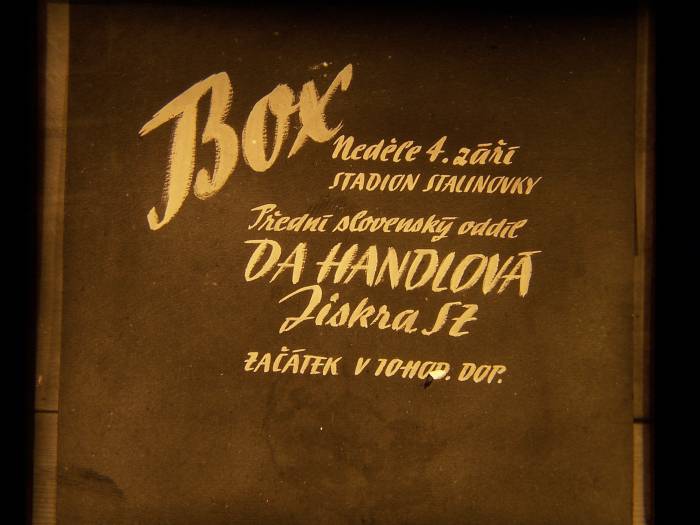 Box
Neděle 4. září
STADION STALINOVKY
Přední slovenský oddíl
DA HANDLOVÁ
Jiskra SZ
ZAČÁTEK V 10 HOD. DOP.